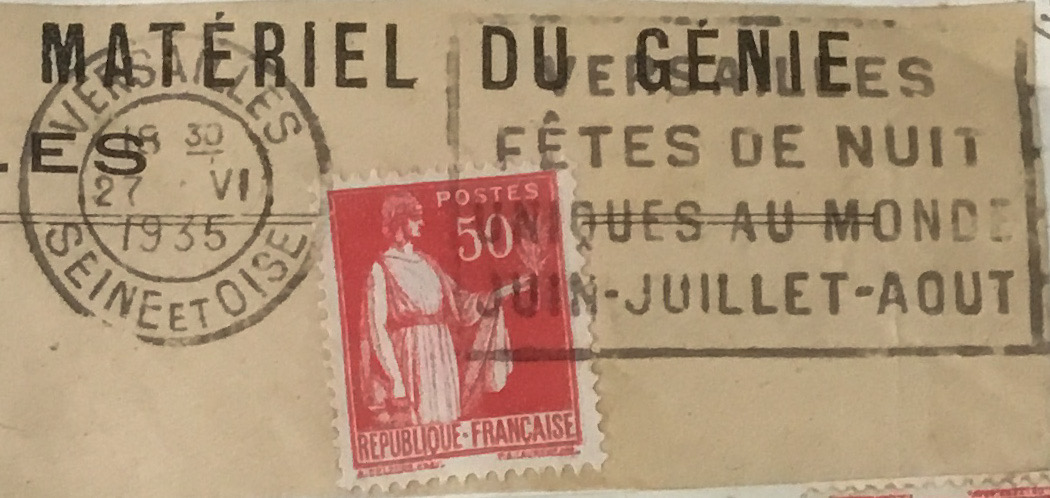 MATÉRIEL DU GÉNIE
LES
VERSAILLES
18 30
27 VI
1935
SEINE ET OISE
VERSAILLES
FÊTES DE NUIT
UNIQUES AU MONDE
JUIN-JUILLET-AOUT
POSTES
50
REPUBLIQUE-FRANÇAISE